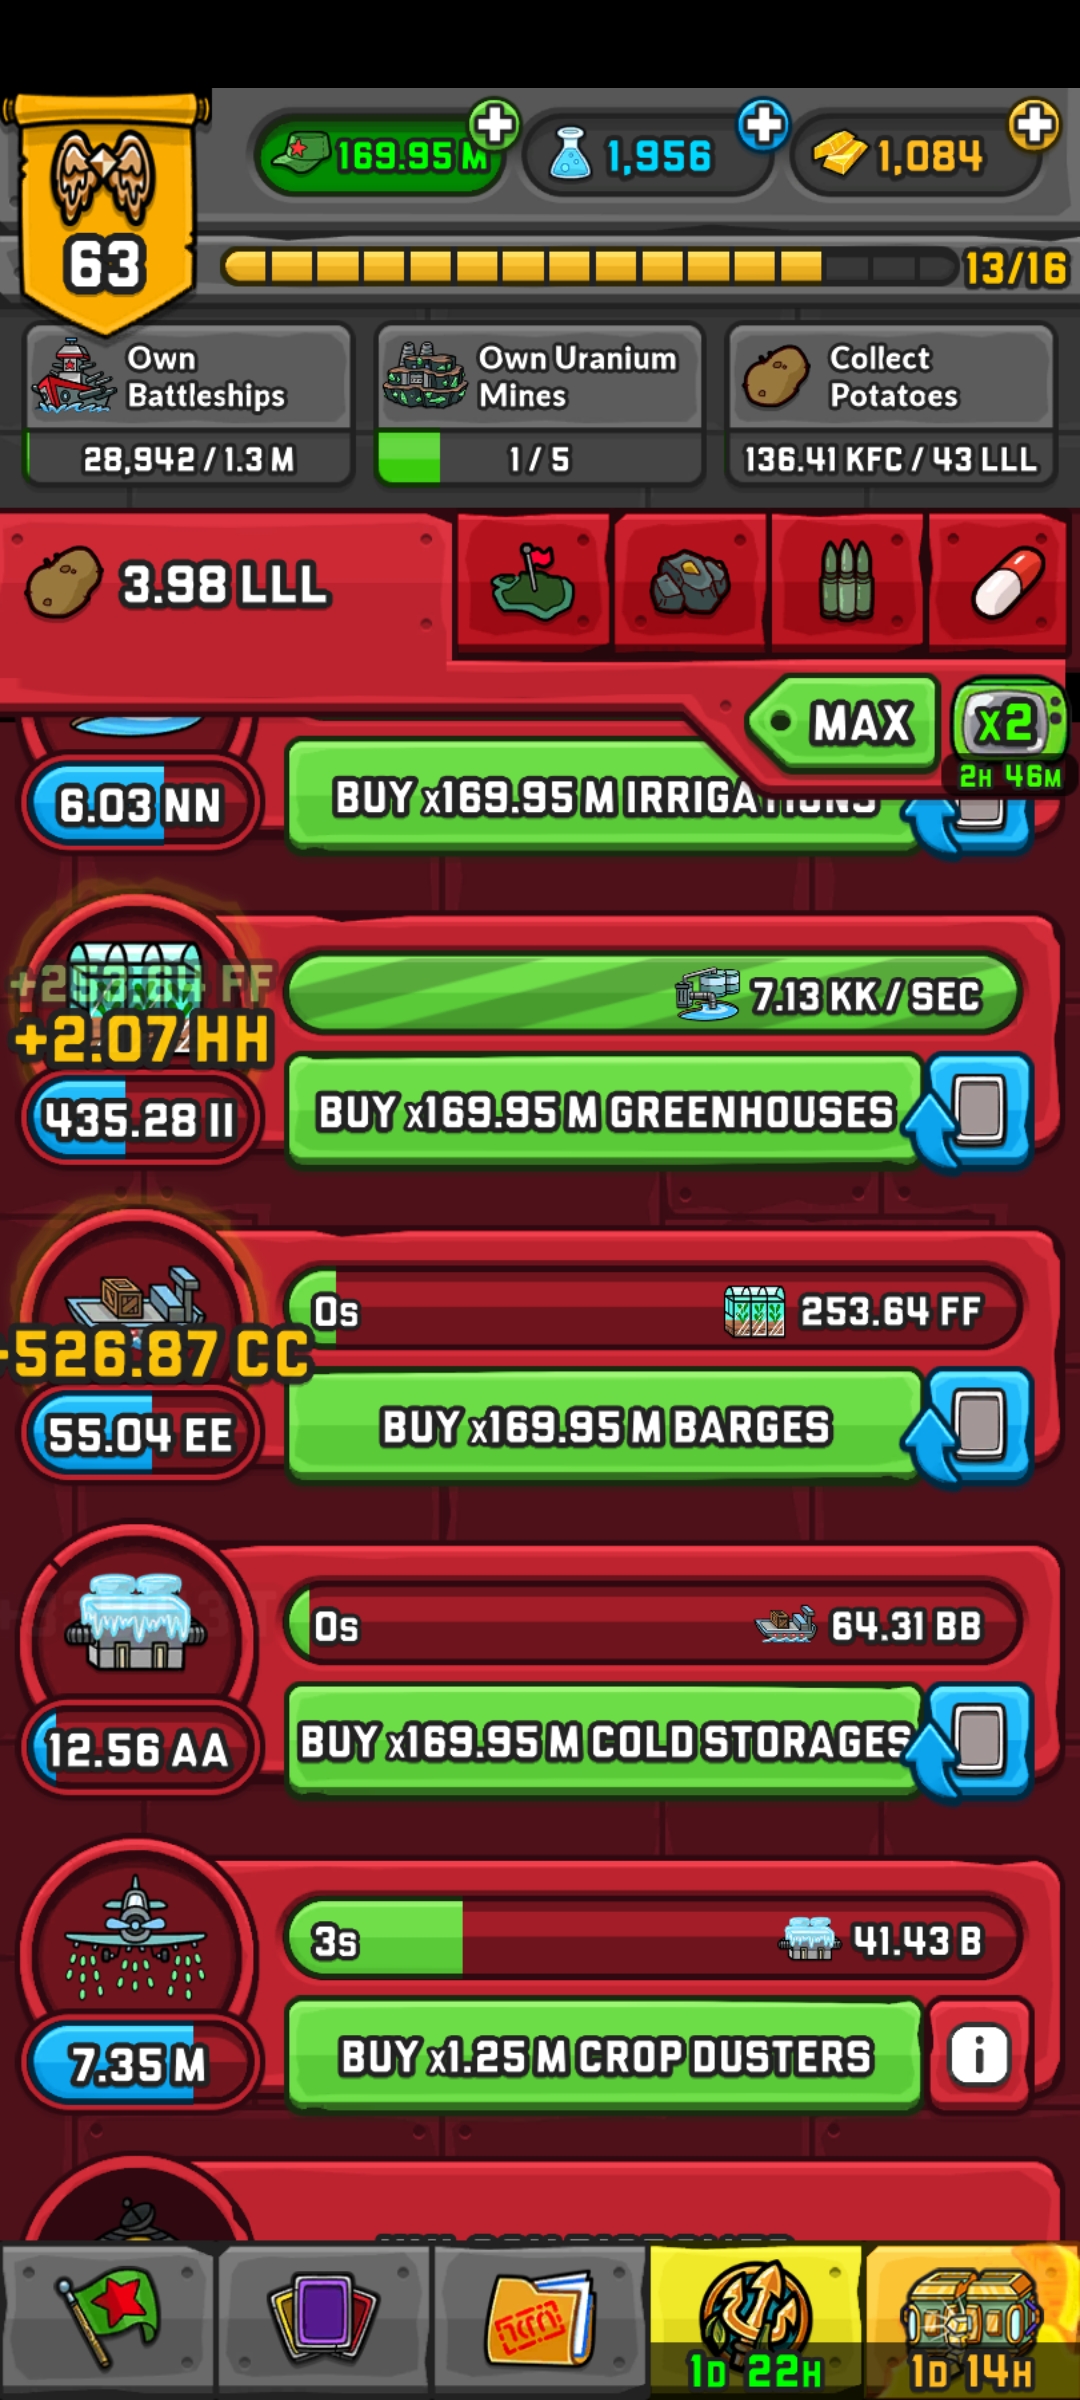 169.95 M
1,956
1,084
63
13/16
Own
Battleships
28,942 / 1.3 M
Own Uranium
Mines
1 / 5
Collect
Potatoes
136.41 KFC / 43 LLL
3.98 LLL
MAX
x2
2H 46M
6.03 NN
BUY x169.95 M IRRIGATIONS
+253.64 FF
+2.07 HH
7.13 KK / SEC
435.28 II
BUY x169.95 M GREENHOUSES
-526.87 CC
0s
253.64 FF
55.04 EE
BUY x169.95 M BARGES
0s
64.31 BB
12.56 AA
BUY x169.95 M COLD STORAGES
3s
41.43 B
7.35 M
BUY x1.25 M CROP DUSTERS
i
1D 22H
1D 14H